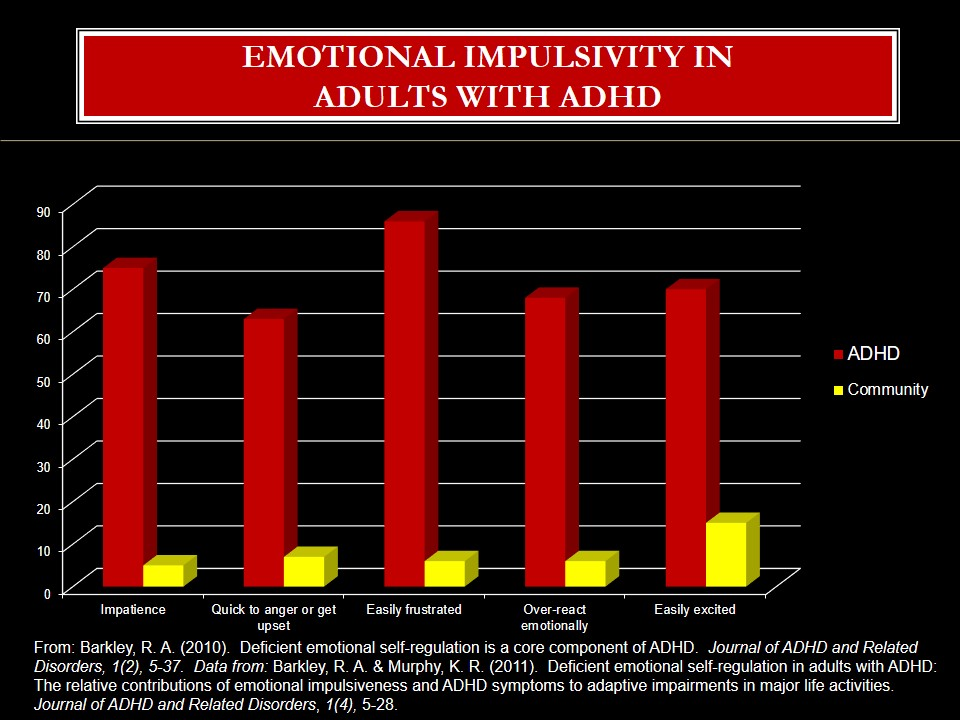 EMOTIONAL IMPULSIVITY IN
ADULTS WITH ADHD
90
80
70
60
50
40
30
20
10
0
Impatience
Quick to anger or get
upset
Easily frustrated
Over-react
emotionally
Easily excited
ADHD
Community
From: Barkley, R. A. (2010).  Deficient emotional self-regulation is a core component of ADHD.  Journal of ADHD and Related
Disorders, 1(2), 5-37.  Data from: Barkley, R. A. & Murphy, K. R. (2011).  Deficient emotional self-regulation in adults with ADHD:
The relative contributions of emotional impulsiveness and ADHD symptoms to adaptive impairments in major life activities.
Journal of ADHD and Related Disorders, 1(4), 5-28.